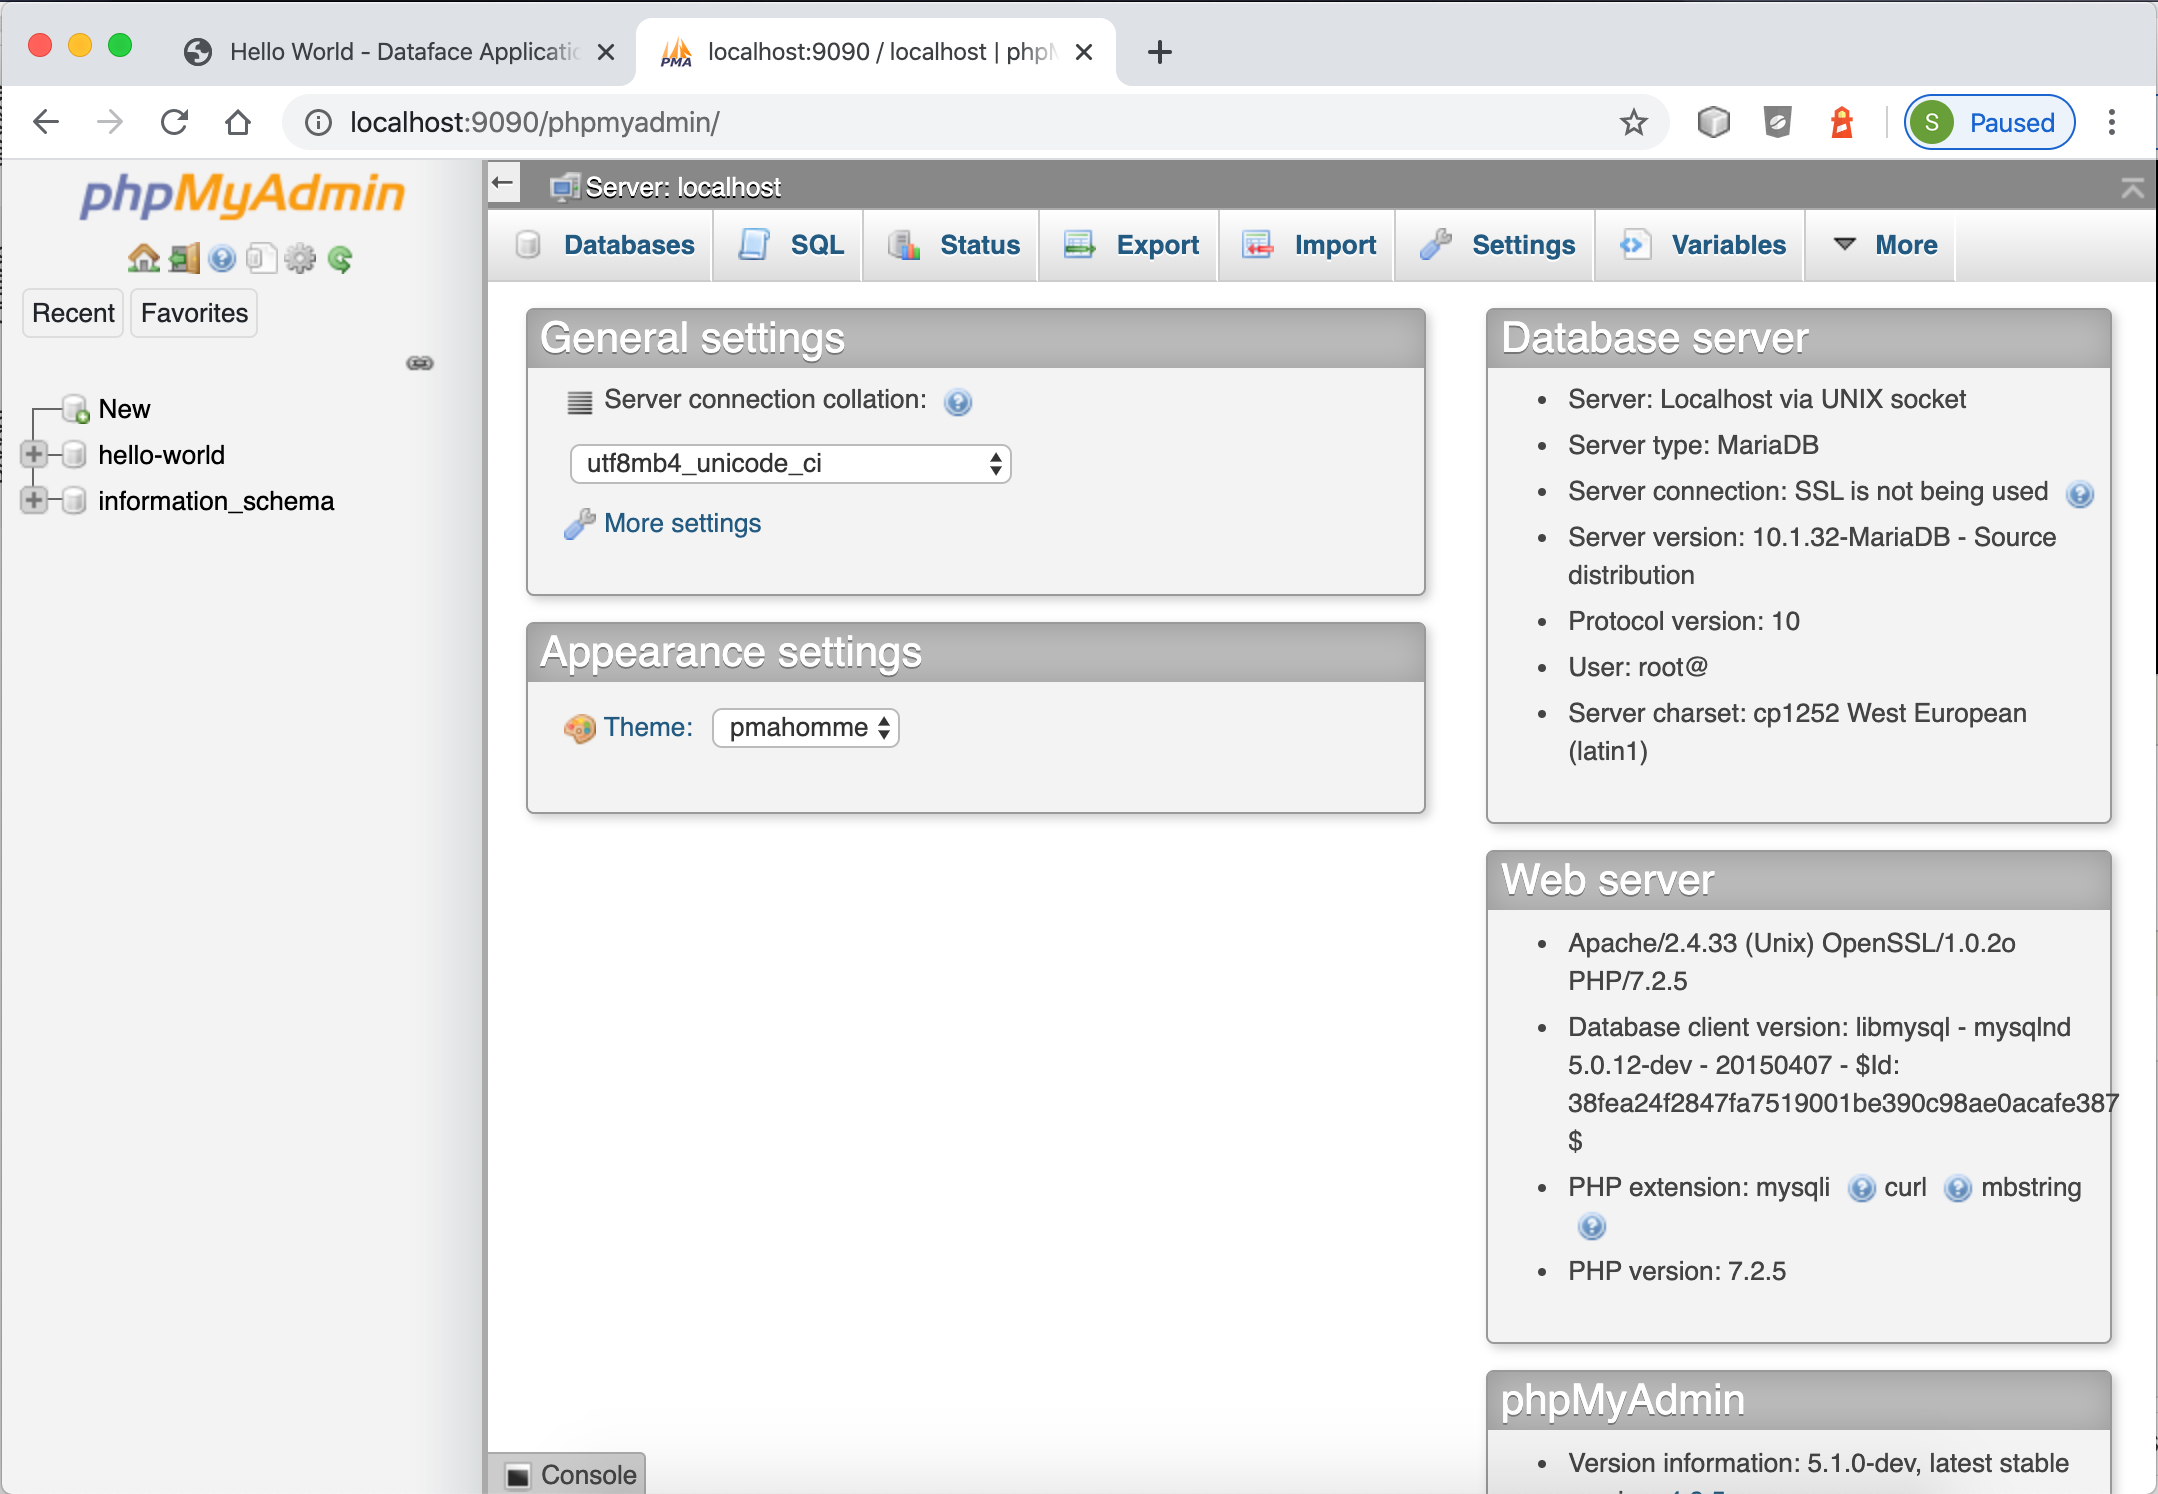 Hello World - Dataface Applicatic
PMA
localhost:9090 / localhost | phpM
localhost:9090/phpmyadmin/
S Paused
phpMyAdmin
Recent
Favorites
New
hello-world
information_schema
Server: localhost
Databases
SQL
Status
Export
Import
Settings
Variables
More
General settings
Server connection collation:
utf8mb4_unicode_ci
More settings
Appearance settings
Theme: pmahomme
Database server
Server: Localhost via UNIX socket
Server type: MariaDB
Server connection: SSL is not being used
Server version: 10.1.32-MariaDB - Source
distribution
Protocol version: 10
User: root@
Server charset: cp1252 West European
(latin1)
Web server
Apache/2.4.33 (Unix) OpenSSL/1.0.2o
PHP/7.2.5
Database client version: libmysql - mysqlnd
5.0.12-dev - 20150407 - $Id:
38fea24f2847fa7519001be390c98ae0acafe387
$
PHP extension: mysqli curl mbstring
PHP version: 7.2.5
phpMyAdmin
Version information: 5.1.0-dev, latest stable
Console